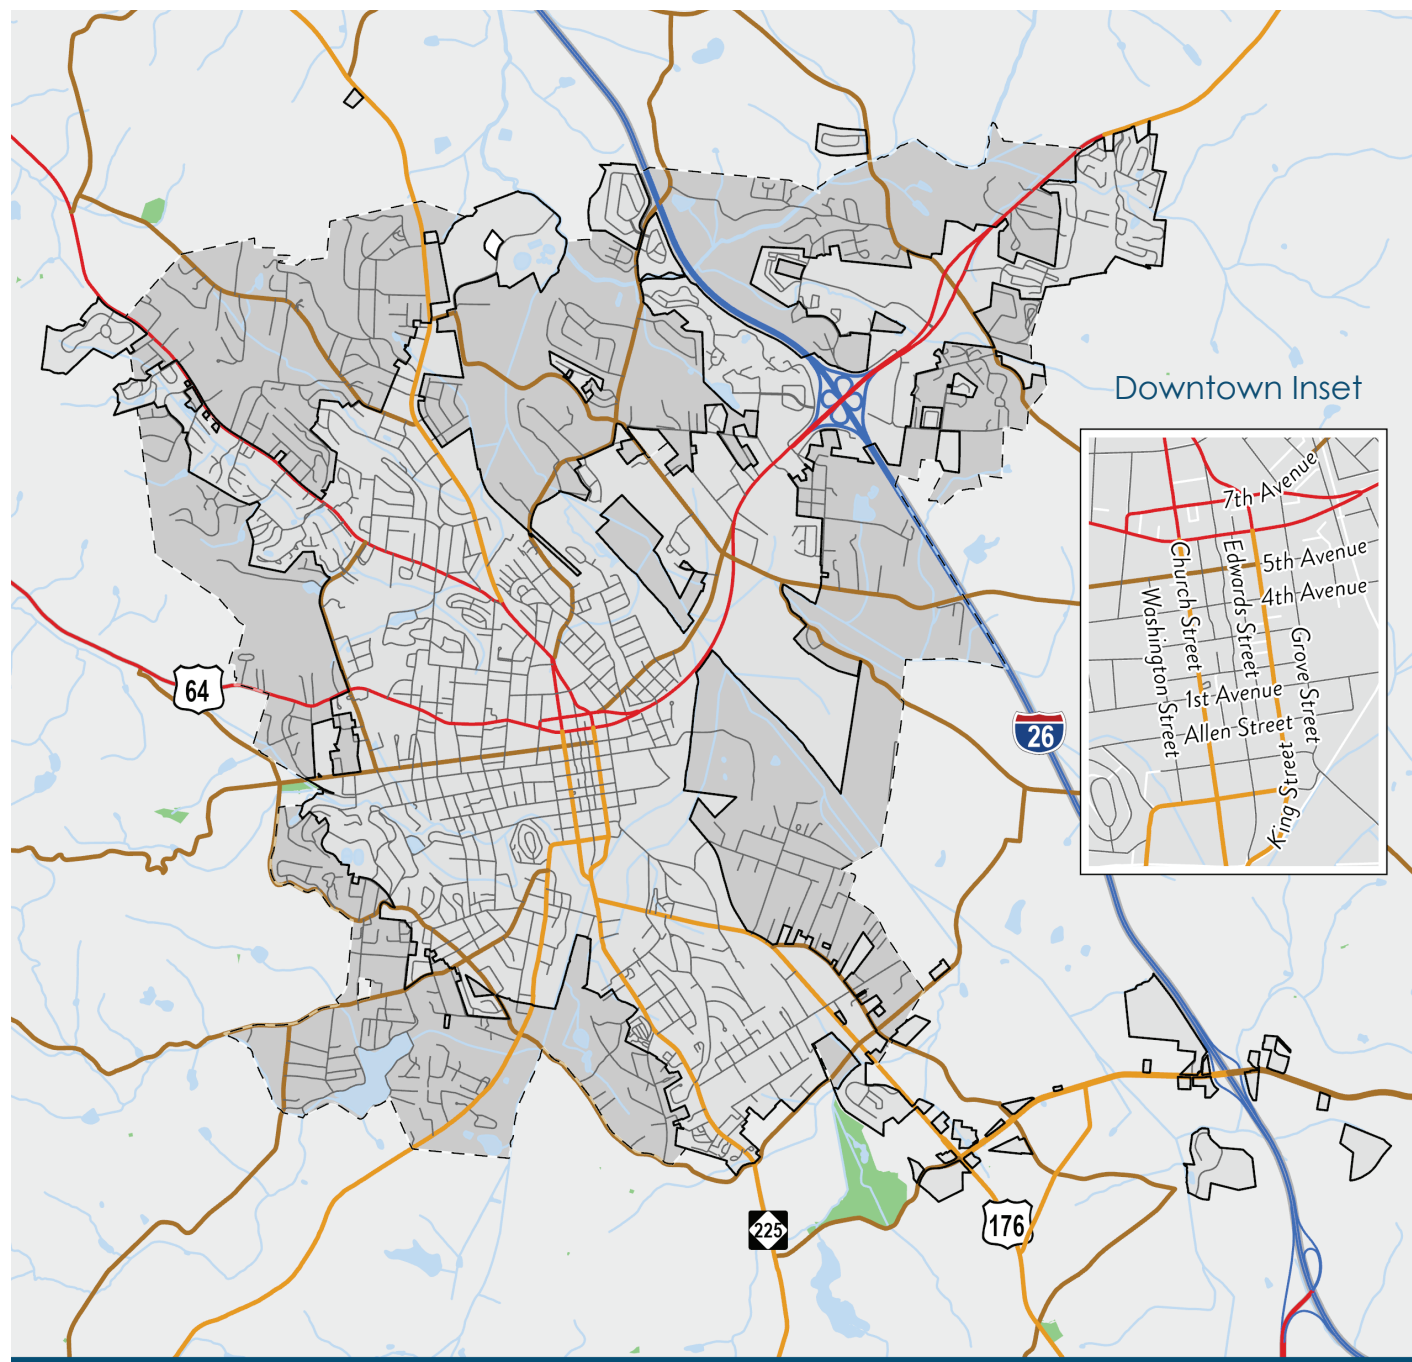 Downtown Inset
7th Avenue
5th Avenue
4th Avenue
Church Street
Edwards Street
Washington Street
Grove Street
1st Avenue
Allen Street
King Street
64
26
225
176